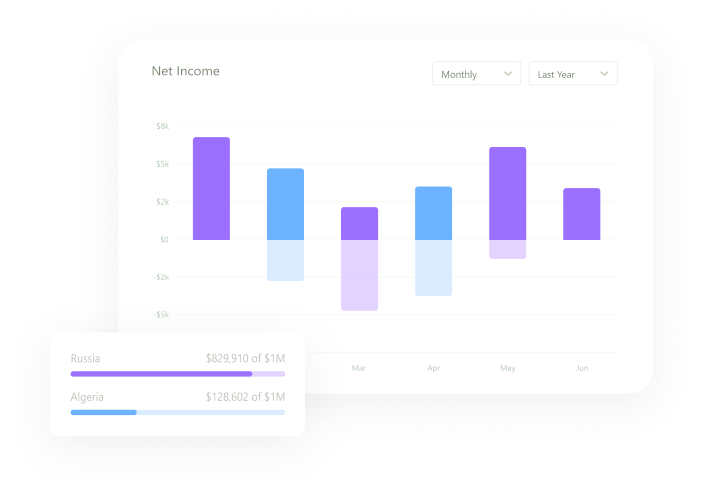 Net Income
Monthly
Last Year
$8k
$5k
$2k
$0
-$2k
-$5k
Mar Apr May Jun
Russia $829,910 of $1M
Algeria $128,602 of $1M